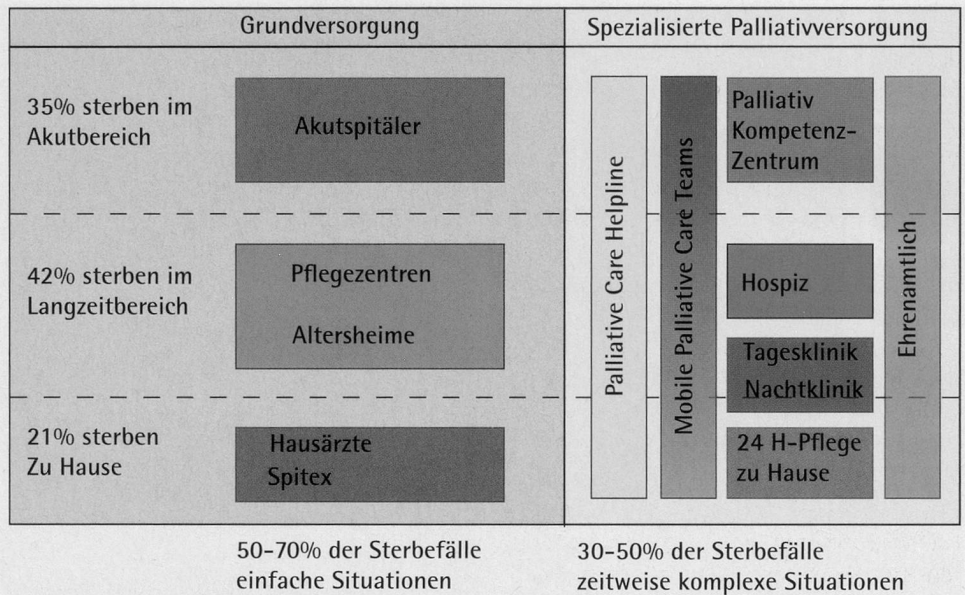 Grundversorgung
Spezialisierte Palliativversorgung
35% sterben im
Akutbereich
Akutspitäler
42% sterben im
Langzeitbereich
Pflegezentren
Altersheime
21% sterben
Zu Hause
Hausärzte
Spitex
Palliative Care Helpline
Mobile Palliative Care Teams
Palliativ
Kompetenz-
Zentrum
Hospiz
Tagesklinik
Nachtklinik
24 H-Pflege
zu Hause
Ehrenamtlich
50-70% der Sterbefälle
einfache Situationen
30-50% der Sterbefälle
zeitweise komplexe Situationen